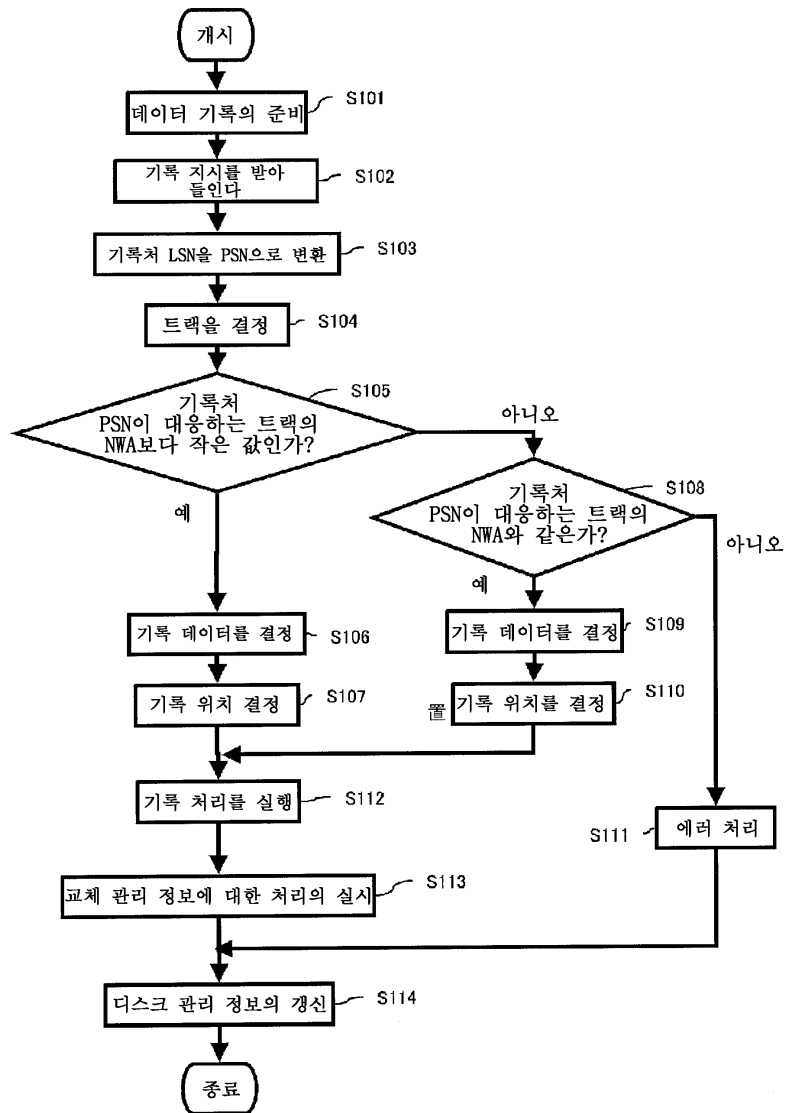 개시
데이터 기록의 준비
S101
기록 지시를 받아
들인다
S102
기록처 LSN을 PSN으로 변환
S103
트랙을 결정
S104
기록처
PSN이 대응하는 트랙의
NWA보다 작은 값인가?
S105
아니오
예
기록처
PSN이 대응하는 트랙의
NWA와 같은가?
S108
아니오
예
기록 데이터를 결정
S106
기록 데이터를 결정
S109
기록 위치 결정
S107
置
기록 위치를 결정
S110
기록 처리를 실행
S112
S111
에러 처리
교체 관리 정보에 대한 처리의 실시
S113
디스크 관리 정보의 갱신
S114
종료